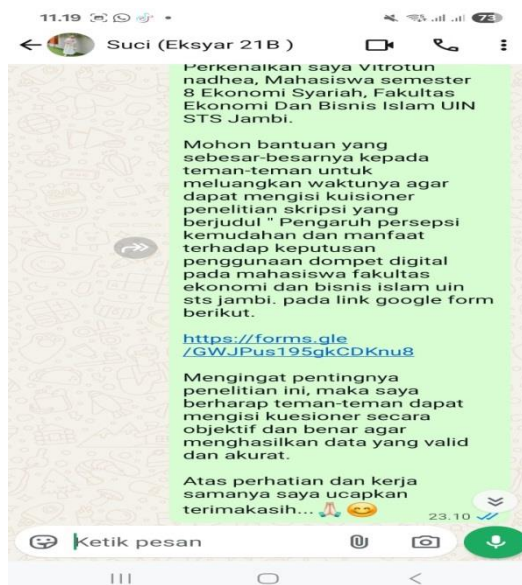 11.19
73
Suci (Eksyar 21B )
Perkenalkan saya Vitrotun
nadhea, Mahasiswa semester
8 Ekonomi Syariah, Fakultas
Ekonomi Dan Bisnis Islam UIN
STS Jambi.
Mohon bantuan yang
sebesar-besarnya kepada
teman-teman untuk
meluangkan waktunya agar
dapat mengisi kuisioner
penelitian skripsi yang
berjudul " Pengaruh persepsi
kemudahan dan manfaat
terhadap keputusan
penggunaan dompet digital
pada mahasiswa fakultas
ekonomi dan bisnis islam uin
sts jambi. pada link google form
berikut.
https://forms.gle
/GWJPus195gkCDKnu8
Mengingat pentingnya
penelitian ini, maka saya
berharap teman-teman dapat
mengisi kuesioner secara
objektif dan benar agar
menghasilkan data yang valid
dan akurat.
Atas perhatian dan kerja
samanya saya ucapkan
terimakasih... 🙏 😊
23.10
Ketik pesan